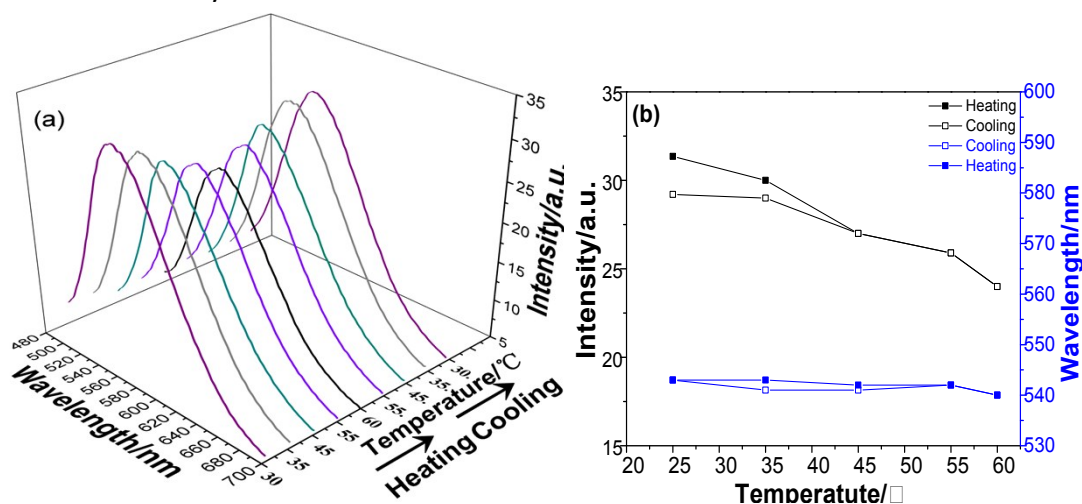 (a)
35
30
25
20
15
10
5
Intensity/a.u.
480
500
520
540
560
580
600
620
640
660
680
700
Wavelength/nm
30
35
45
55
60
55
45
35
30
Temperature/℃
Heating Cooling
(b)
Heating
Cooling
Cooling
Heating
35
30
25
20
15
Intensity/a.u.
600
590
580
570
560
550
540
530
Wavelength/nm
20 25 30 35 40 45 50 55 60
Temperatute/□